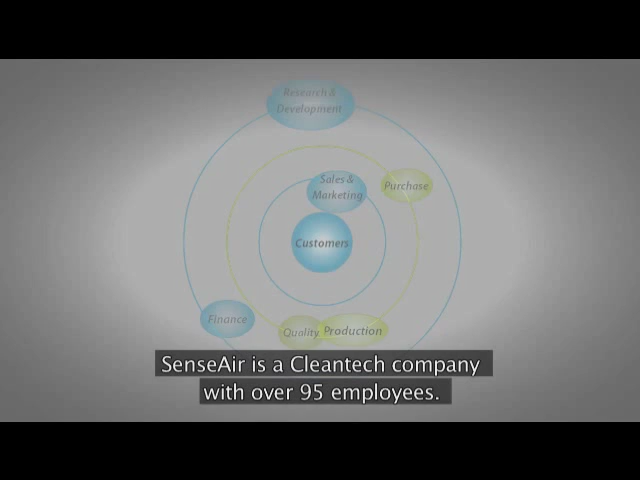 Research &
Development
Sales &
Marketing
Purchase
Customers
Finance
Quality
Production
SenseAir is a Cleantech company
with over 95 employees.